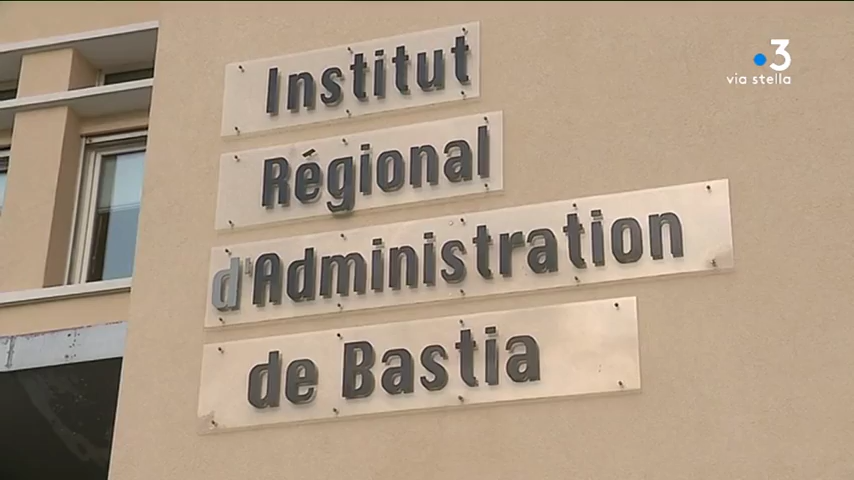 Institut
Régional
d'Administration
de Bastia
3
via stella